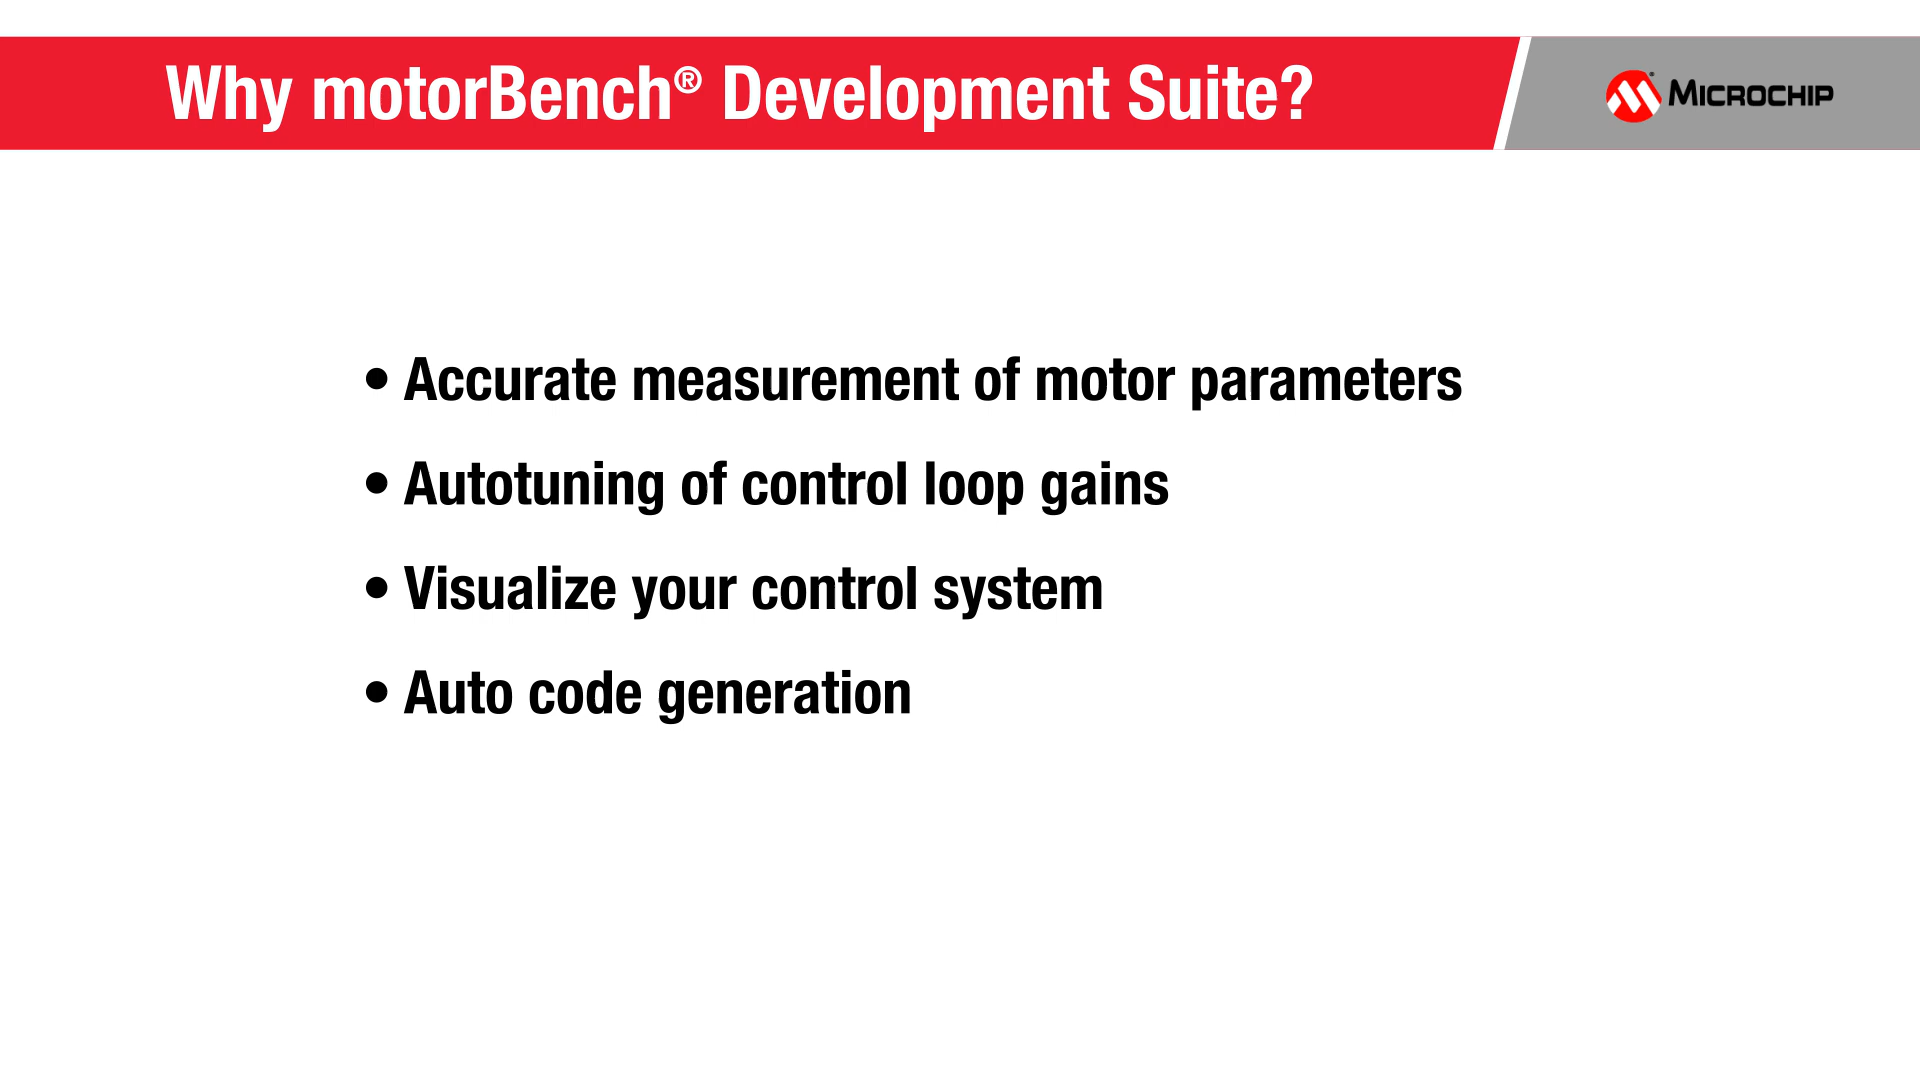 Why motorBench® Development Suite?
MICROCHIP
• Accurate measurement of motor parameters
• Autotuning of control loop gains
• Visualize your control system
• Auto code generation